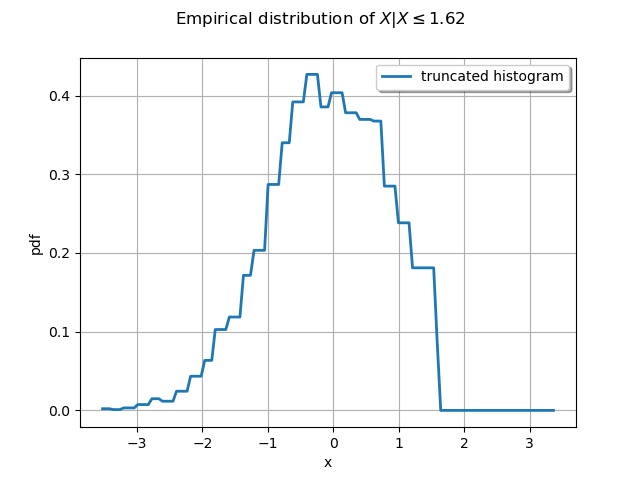 Empirical distribution of X|X ≤ 1.62
truncated histogram
0.4
0.3
0.2
0.1
0.0
pdf
−3 −2 −1 0 1 2 3
x